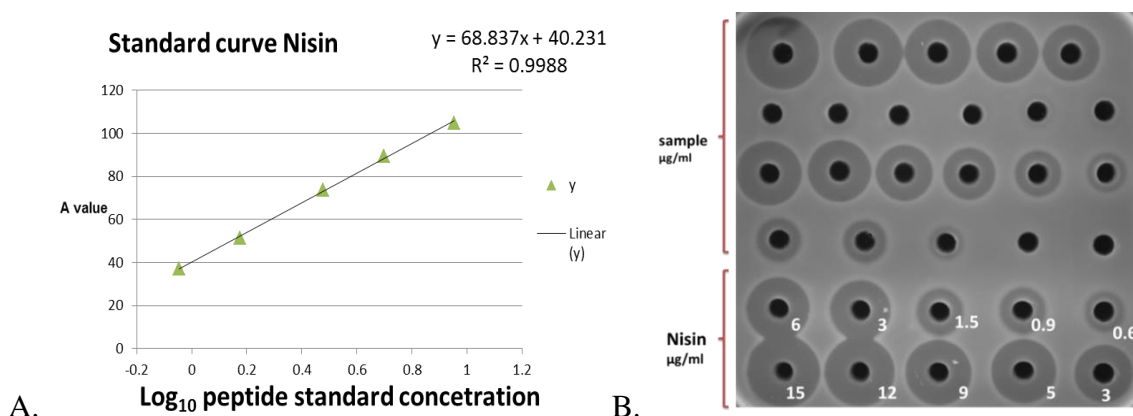 Standard curve Nisin
y = 68.837x + 40.231
R² = 0.9988
120
100
80
60
40
20
0
A value
-0.2 0 0.2 0.4 0.6 0.8 1 1.2
Log₁₀ peptide standard concetration
y
Linear
(y)
A.
sample
µg/ml
Nisin
µg/ml
6 3 1.5 0.9 0.6
15 12 9 5 3
B.